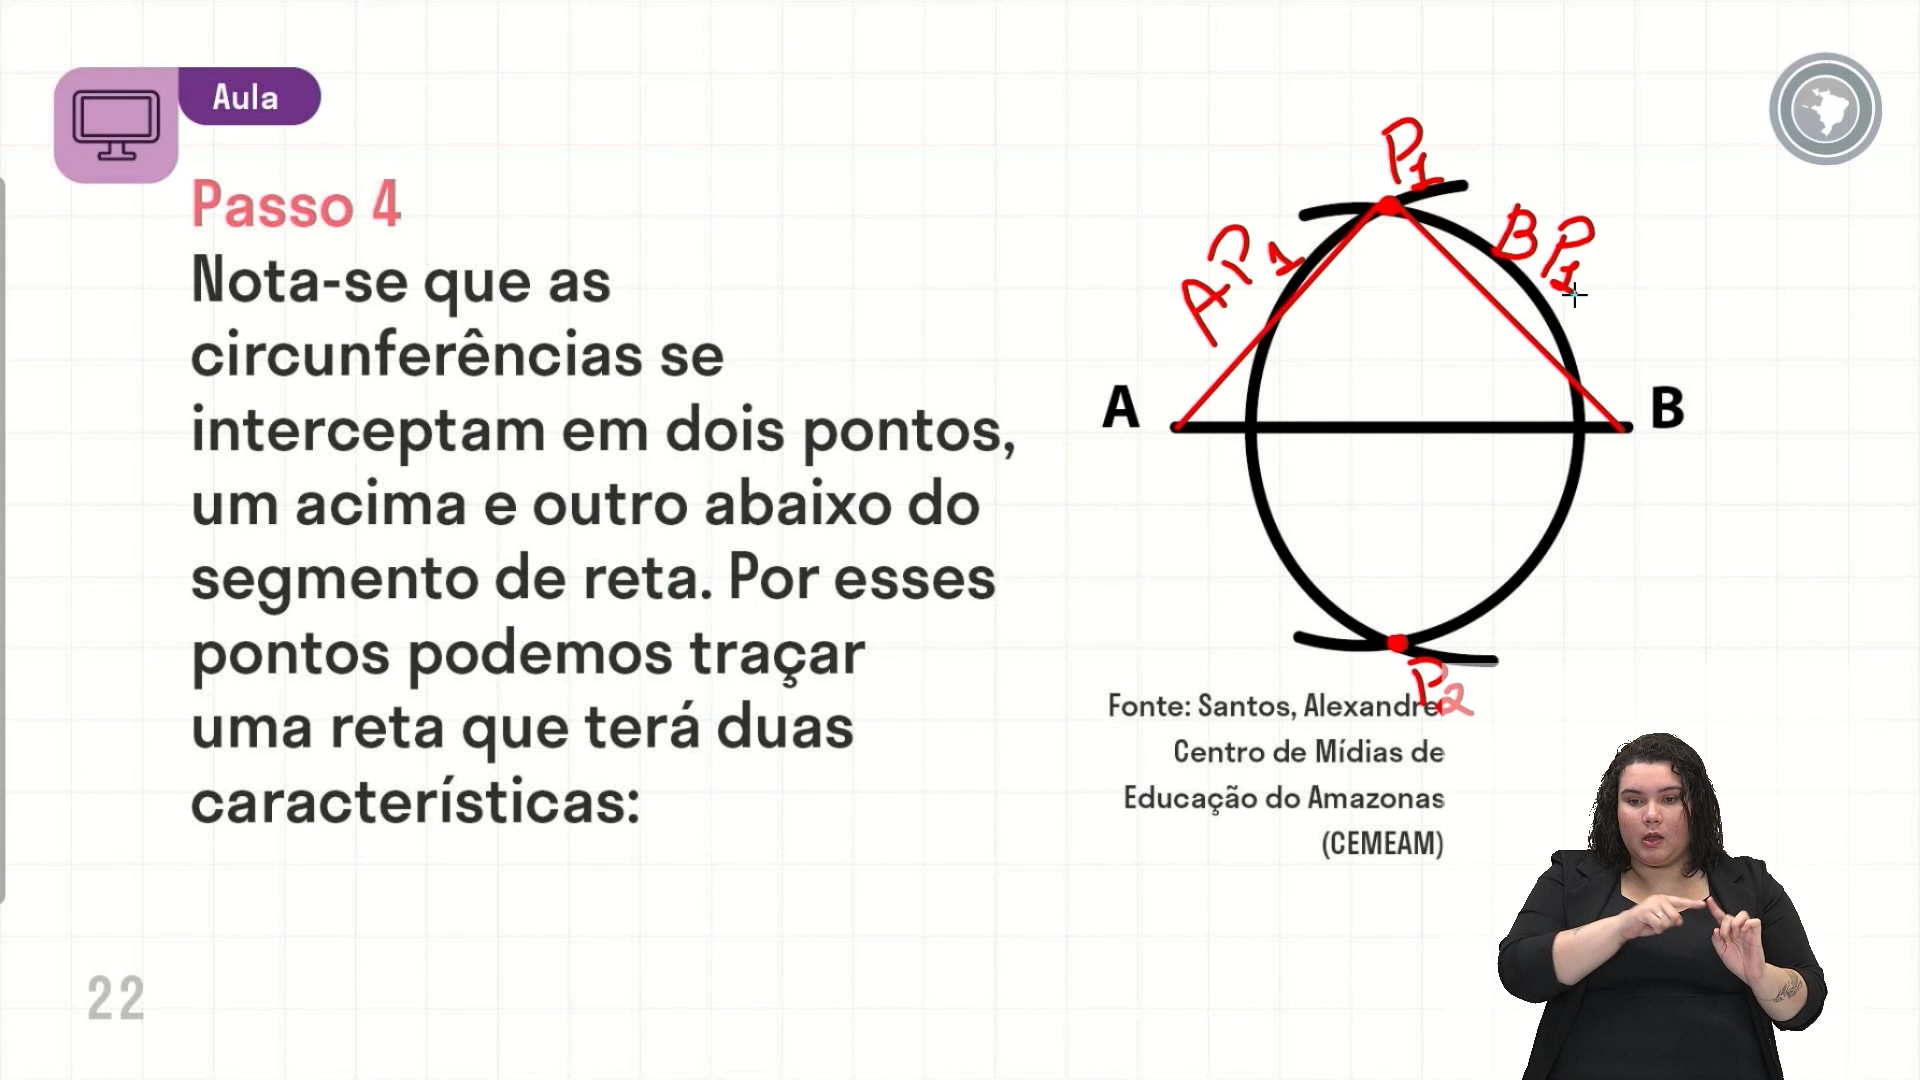 Aula
Passo 4
Nota-se que as
circunferências se
interceptam em dois pontos,
um acima e outro abaixo do
segmento de reta. Por esses
pontos podemos traçar
uma reta que terá duas
características:
P1
AP1
BP1
A
B
P2
Fonte: Santos, Alexandre
Centro de Mídias de
Educação do Amazonas
(CEMEAM)
22